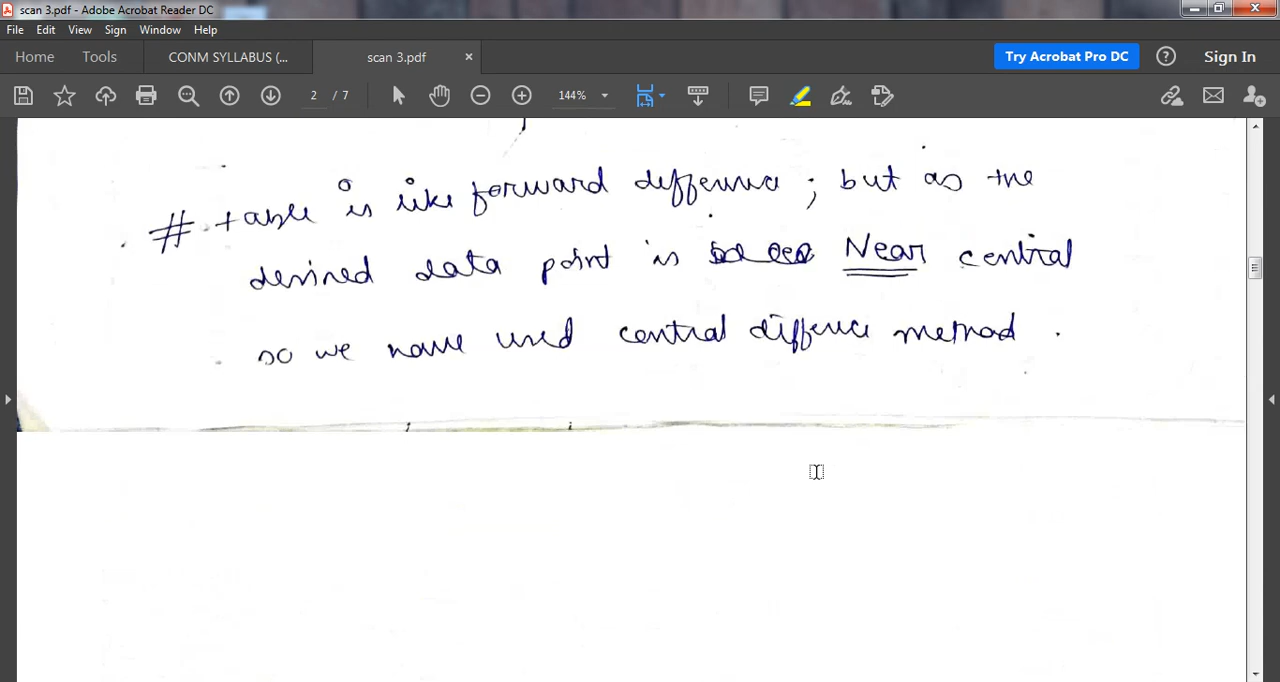 scan 3.pdf - Adobe Acrobat Reader DC
File Edit View Sign Window Help
Home Tools CONM SYLLABUS (... scan 3.pdf × Try Acrobat Pro DC Sign In
2 / 7 144%
# table is like forward difference ; but as the
desired data point is Near central
so we have used central diffence method .